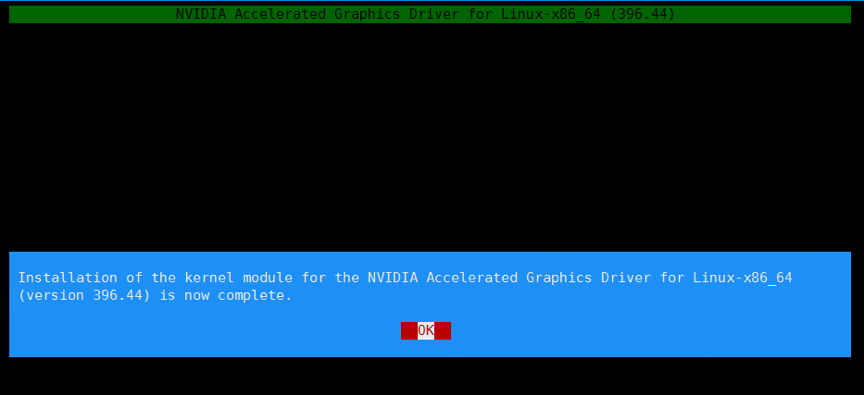 NVIDIA Accelerated Graphics Driver for Linux-x86_64 (396.44)
Installation of the kernel module for the NVIDIA Accelerated Graphics Driver for Linux-x86_64
(version 396.44) is now complete.
OK